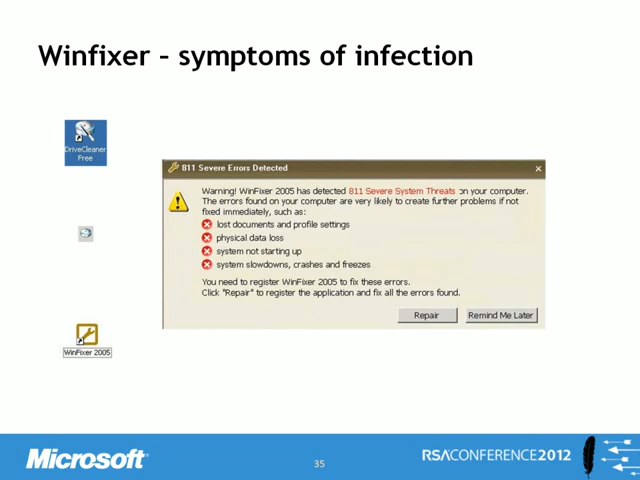 Winfixer – symptoms of infection
DriveCleaner
Free
811 Severe Errors Detected
Warning! WinFixer 2005 has detected 811 Severe System Threats on your computer.
The errors found on your computer are very likely to create further problems if not
fixed immediately, such as:
lost documents and profile settings
physical data loss
system not starting up
system slowdowns, crashes and freezes
You need to register WinFixer 2005 to fix these errors.
Click "Repair" to register the application and fix all the errors found.
Repair
Remind Me Later
WinFixer 2005
Microsoft
35
RSACONFERENCE2012